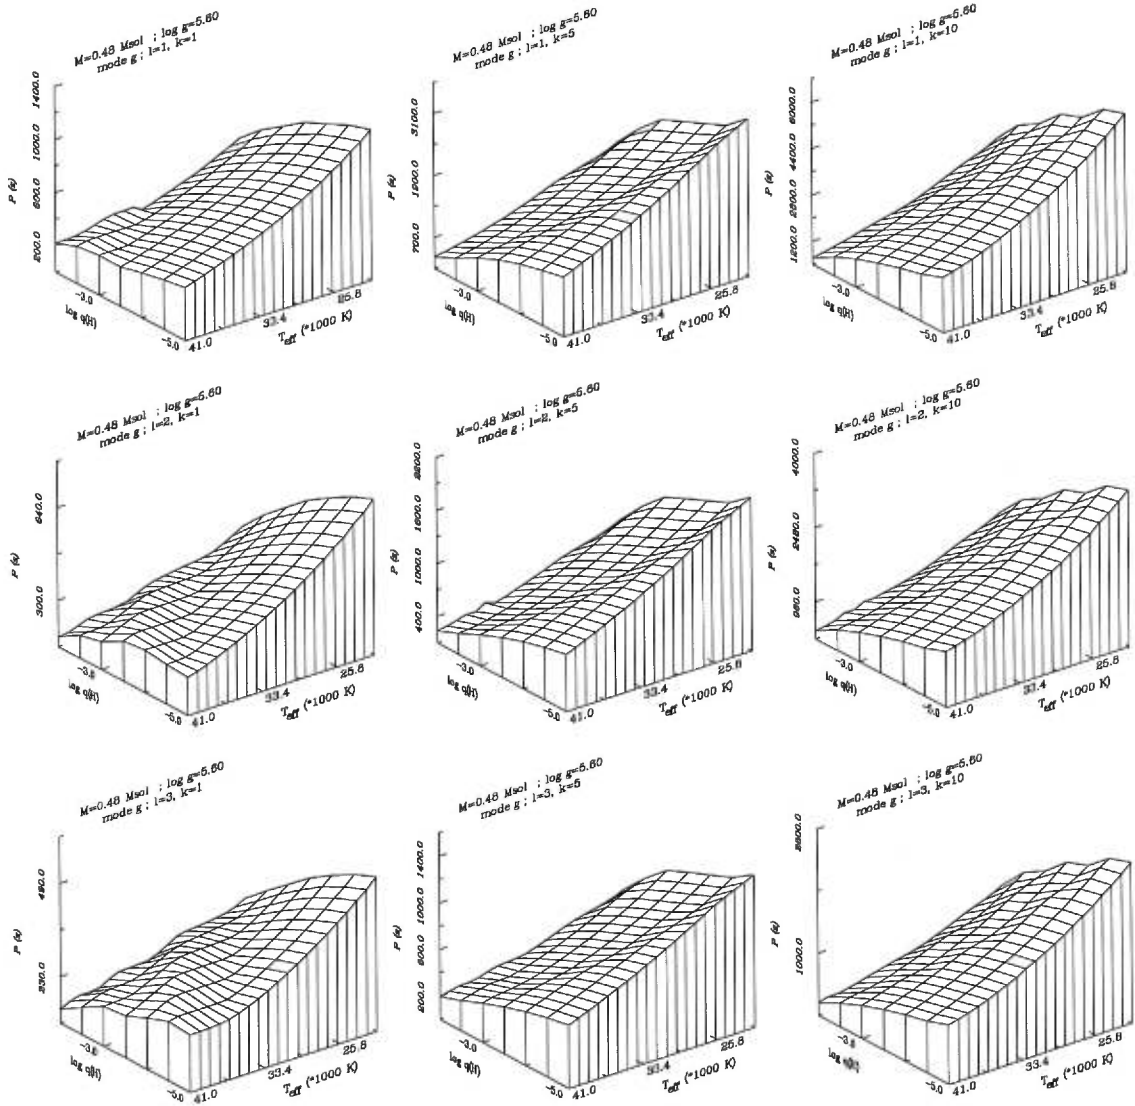 M=0.48 Msol ; log g=5.60
mode g ; l=1, k=1
P (s)
1400.0
1000.0
600.0
200.0
-3.0
log q(H)
-5.0
41.0
33.4
25.8
T_eff (*1000 K)
M=0.48 Msol ; log g=5.60
mode g ; l=1, k=5
P (s)
3100.0
1900.0
700.0
-3.0
log q(H)
-5.0
41.0
33.4
25.8
T_eff (*1000 K)
M=0.48 Msol ; log g=5.60
mode g ; l=1, k=10
P (s)
6000.0
4400.0
2800.0
1200.0
-3.0
log q(H)
-5.0
41.0
33.4
25.8
T_eff (*1000 K)
M=0.48 Msol ; log g=5.60
mode g ; l=2, k=1
P (s)
640.0
300.0
-3.0
log q(H)
-5.0
41.0
33.4
25.8
T_eff (*1000 K)
M=0.48 Msol ; log g=5.60
mode g ; l=2, k=5
P (s)
2200.0
1600.0
1000.0
400.0
-3.0
log q(H)
-5.0
41.0
33.4
25.8
T_eff (*1000 K)
M=0.48 Msol ; log g=5.60
mode g ; l=2, k=10
P (s)
4000.0
2480.0
960.0
-3.0
log q(H)
-5.0
41.0
33.4
25.8
T_eff (*1000 K)
M=0.48 Msol ; log g=5.60
mode g ; l=3, k=1
P (s)
490.0
230.0
-3.0
log q(H)
-5.0
41.0
33.4
25.8
T_eff (*1000 K)
M=0.48 Msol ; log g=5.60
mode g ; l=3, k=5
P (s)
1400.0
1000.0
600.0
200.0
-3.0
log q(H)
-5.0
41.0
33.4
25.8
T_eff (*1000 K)
M=0.48 Msol ; log g=5.60
mode g ; l=3, k=10
P (s)
1000.0
-3.0
log q(H)
-5.0
41.0
33.4
25.8
T_eff (*1000 K)